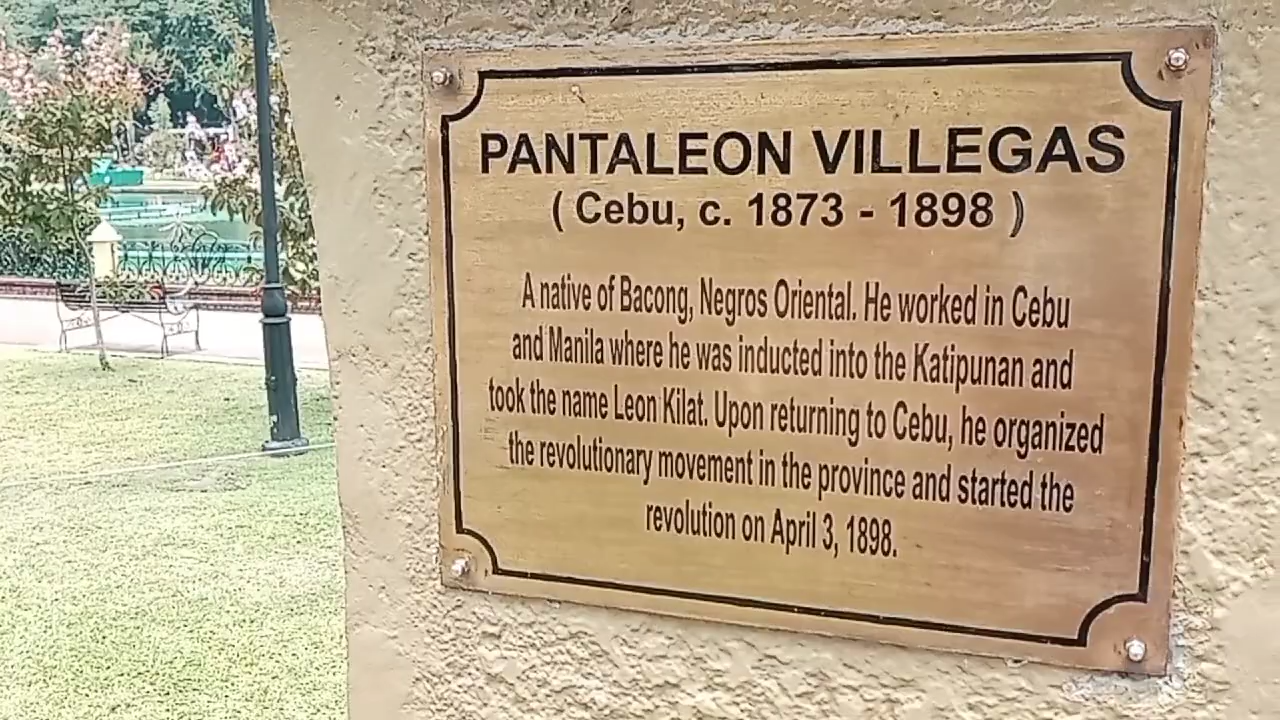 PANTALEON VILLEGAS
( Cebu, c. 1873 - 1898 )
A native of Bacong, Negros Oriental. He worked in Cebu
and Manila where he was inducted into the Katipunan and
took the name Leon Kilat. Upon returning to Cebu, he organized
the revolutionary movement in the province and started the
revolution on April 3, 1898.